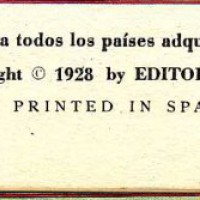 a todos los países adqu
ght © 1928 by EDITO
PRINTED IN SPA